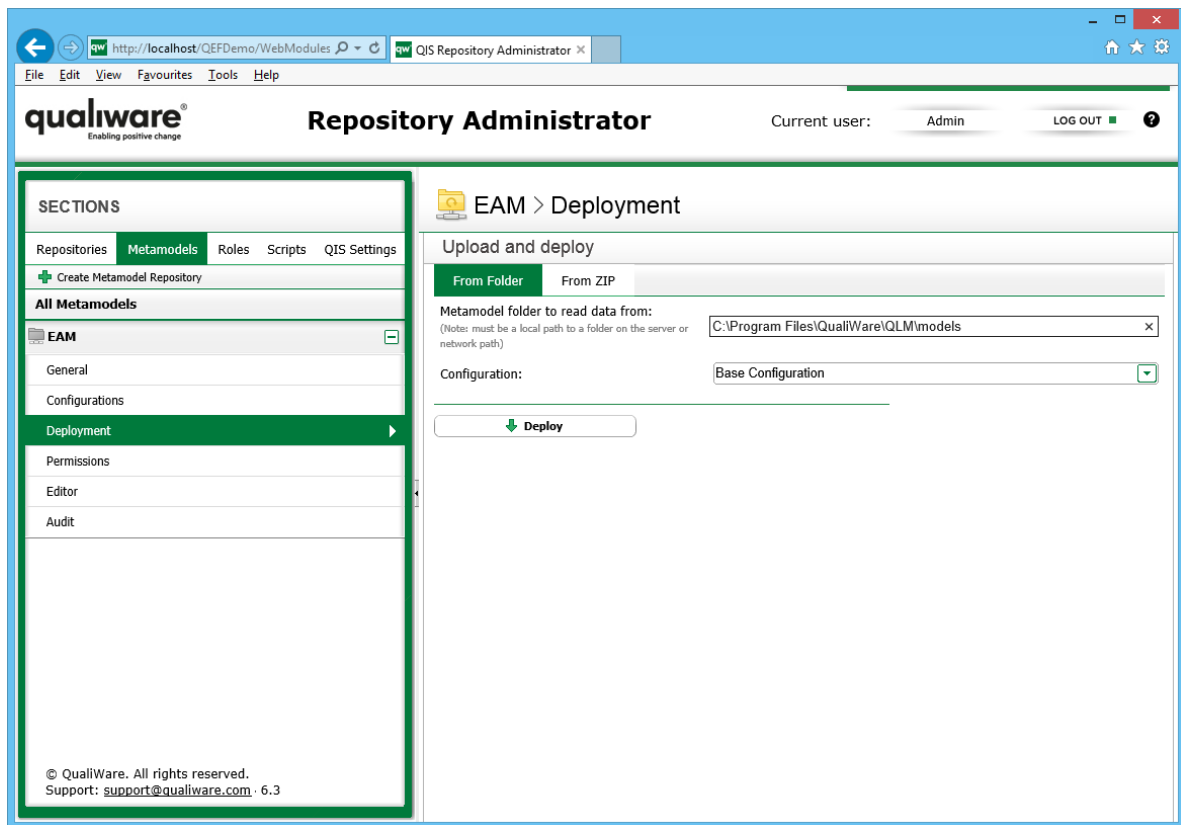 http://localhost/QEFDemo/WebModules
QIS Repository Administrator
File Edit View Favourites Tools Help
qualiware®
Enabling positive change
Repository Administrator
Current user: Admin LOG OUT
SECTIONS
Repositories Metamodels Roles Scripts QIS Settings
Create Metamodel Repository
All Metamodels
EAM
General
Configurations
Deployment
Permissions
Editor
Audit
© QualiWare. All rights reserved.
Support: support@qualiware.com · 6.3
EAM > Deployment
Upload and deploy
From Folder From ZIP
Metamodel folder to read data from:
(Note: must be a local path to a folder on the server or
network path)
C:\Program Files\QualiWare\QLM\models
Configuration: Base Configuration
Deploy